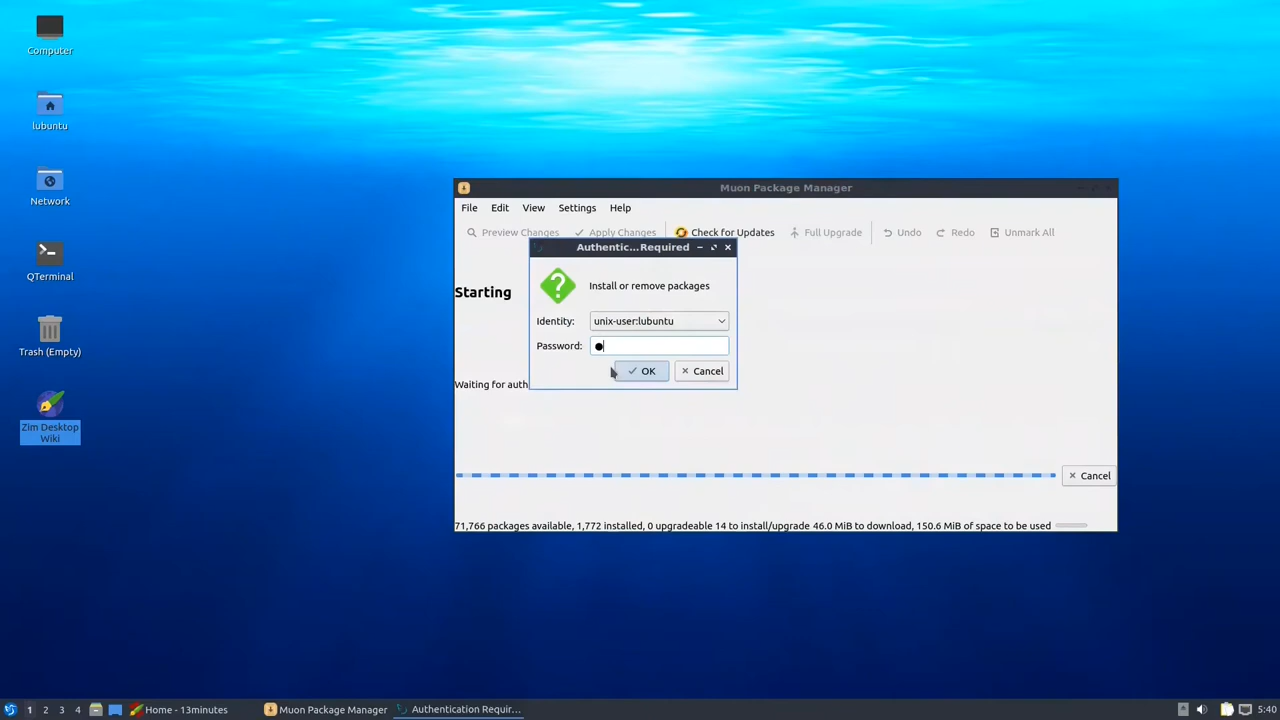 Computer
lubuntu
Network
QTerminal
Trash (Empty)
Zim Desktop
Wiki
Muon Package Manager
File Edit View Settings Help
Preview Changes Apply Changes Check for Updates Full Upgrade Undo Redo Unmark All
Authentic...Required
Install or remove packages
Identity: unix-user:lubuntu
Password: ●
OK Cancel
Starting
Waiting for auth
Cancel
71,766 packages available, 1,772 installed, 0 upgradeable 14 to install/upgrade 46.0 MiB to download, 150.6 MiB of space to be used
1 2 3 4 Home - 13minutes Muon Package Manager Authentication Requir... 5:40